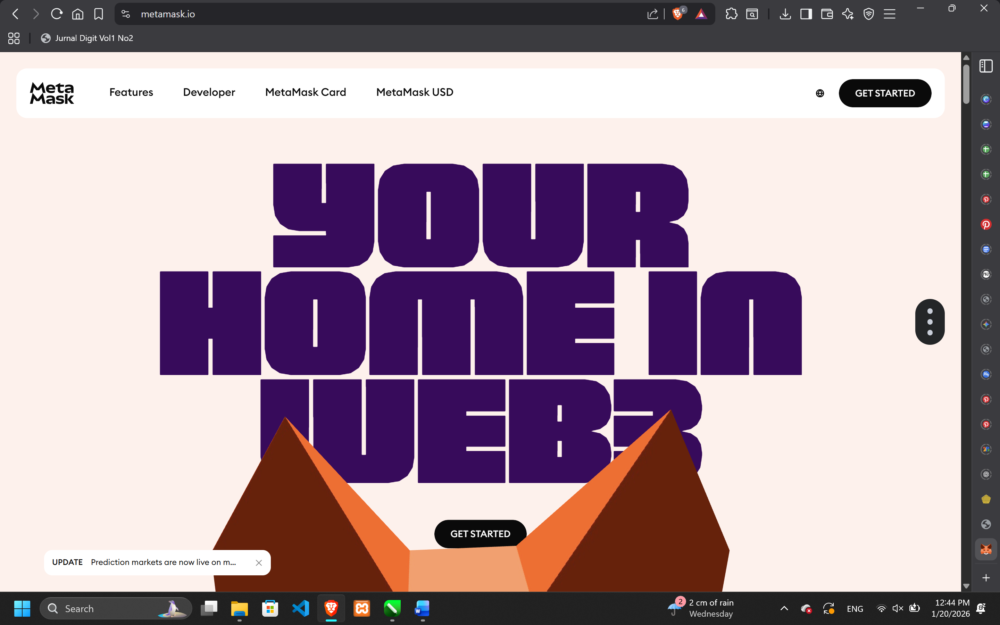 metamask.io
6
Jurnal Digit Vol1 No2
Meta
Mask
Features
Developer
MetaMask Card
MetaMask USD
GET STARTED
YOUR
HOME IN
WEB3
GET STARTED
UPDATE Prediction markets are now live on m...
Search
2
2 cm of rain
Wednesday
ENG
12:44 PM
1/20/2026